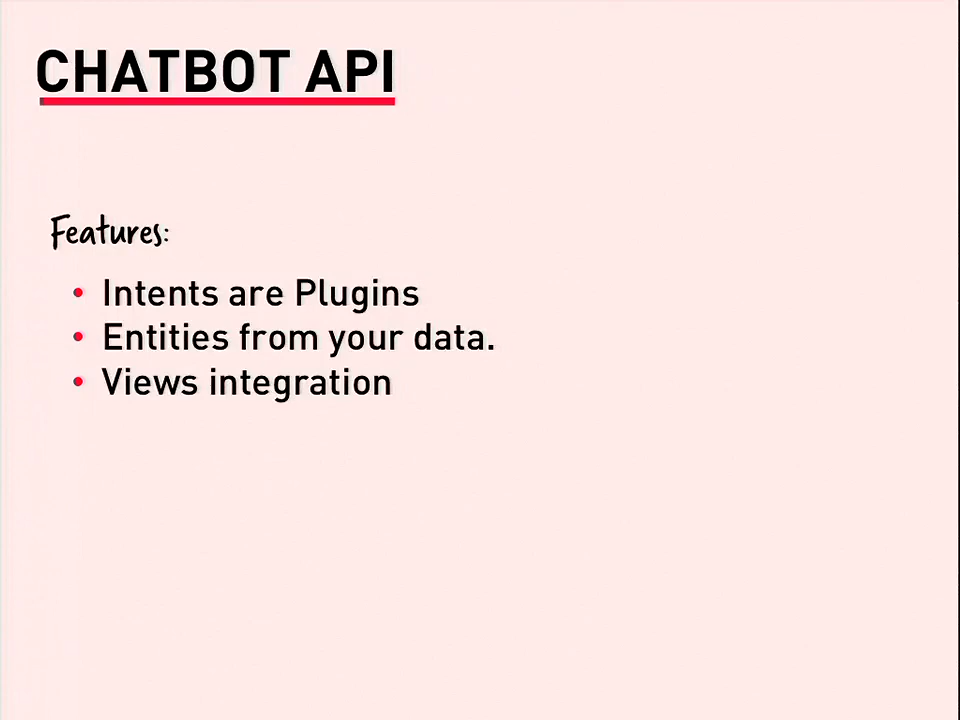 CHATBOT API
Features:
• Intents are Plugins
• Entities from your data.
• Views integration